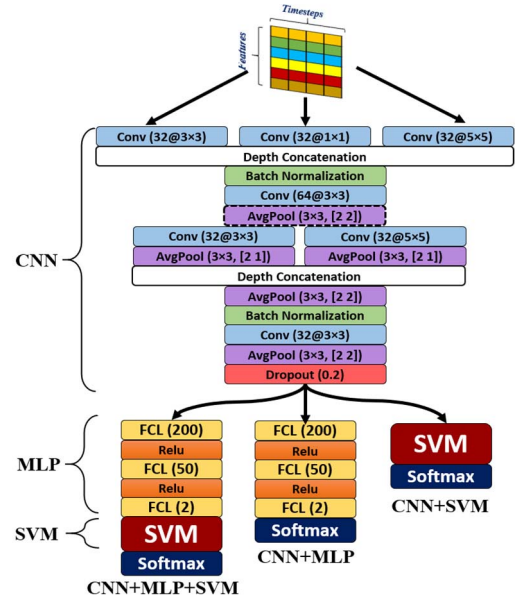 Timesteps
Features
Conv (32@3×3) Conv (32@1×1) Conv (32@5×5)
Depth Concatenation
Batch Normalization
Conv (64@3×3)
AvgPool (3×3, [2 2])
Conv (32@3×3) Conv (32@5×5)
AvgPool (3×3, [2 1]) AvgPool (3×3, [2 1])
CNN
Depth Concatenation
AvgPool (3×3, [2 2])
Batch Normalization
Conv (32@3×3)
AvgPool (3×3, [2 2])
Dropout (0.2)
MLP
SVM
FCL (200)
Relu
FCL (50)
Relu
FCL (2)
SVM
Softmax
CNN+MLP+SVM
FCL (200)
Relu
FCL (50)
Relu
FCL (2)
Softmax
CNN+MLP
SVM
Softmax
CNN+SVM